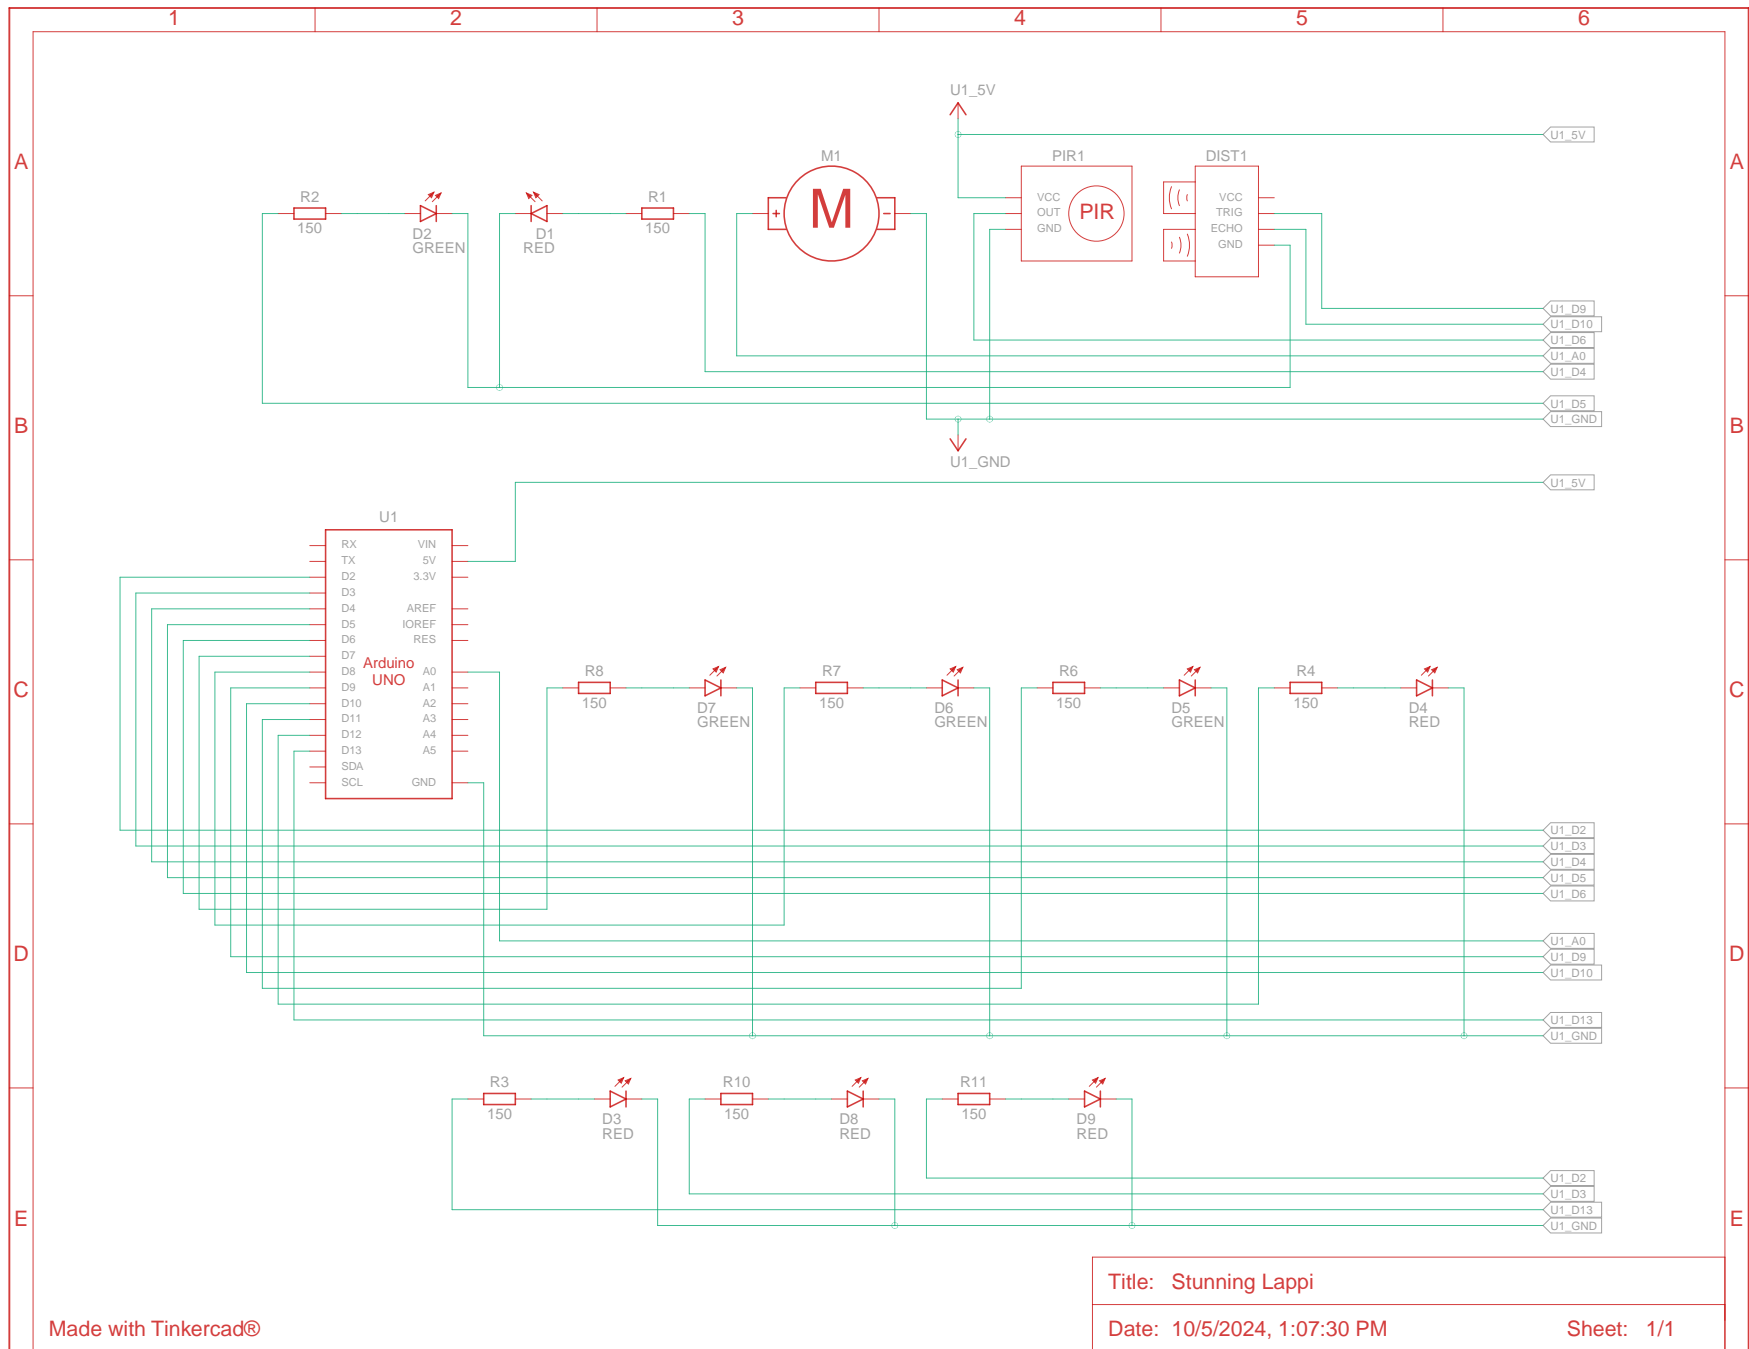 1 2 3 4 5 6
U1_5V
U1_5V
A A
M1 PIR1 DIST1
R2 R1
VCC VCC
OUT TRIG
GND ECHO
GND
M + - PIR
150 D2 D1 150
GREEN RED
U1_D9
U1_D10
U1_D6
U1_A0
U1_D4
U1_D5
U1_GND
B B
U1_GND
U1_5V
U1
RX VIN
TX 5V
D2 3.3V
D3
D4 AREF
D5 IOREF
D6 RES
D7
Arduino
UNO
D8 A0
D9 A1
D10 A2
D11 A3
D12 A4
D13 A5
SDA
SCL GND
R8 R7 R6 R4
C C
150 D7 150 D6 150 D5 150 D4
GREEN GREEN GREEN RED
U1_D2
U1_D3
U1_D4
U1_D5
U1_D6
U1_A0
D D
U1_D9
U1_D10
U1_D13
U1_GND
R3 R10 R11
150 D3 150 D8 150 D9
RED RED RED
U1_D2
U1_D3
U1_D13
U1_GND
E E
Title: Stunning Lappi
Made with Tinkercad®
Date: 10/5/2024, 1:07:30 PM Sheet: 1/1